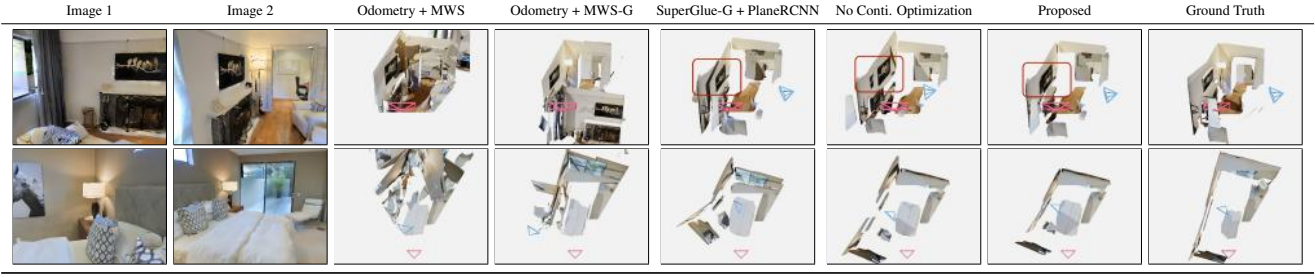 Image 1 Image 2 Odometry + MWS Odometry + MWS-G SuperGlue-G + PlaneRCNN No Conti. Optimization Proposed Ground Truth